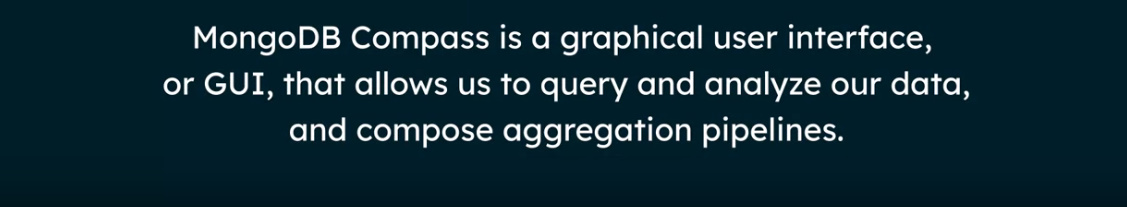 MongoDB Compass is a graphical user interface,
or GUI, that allows us to query and analyze our data,
and compose aggregation pipelines.